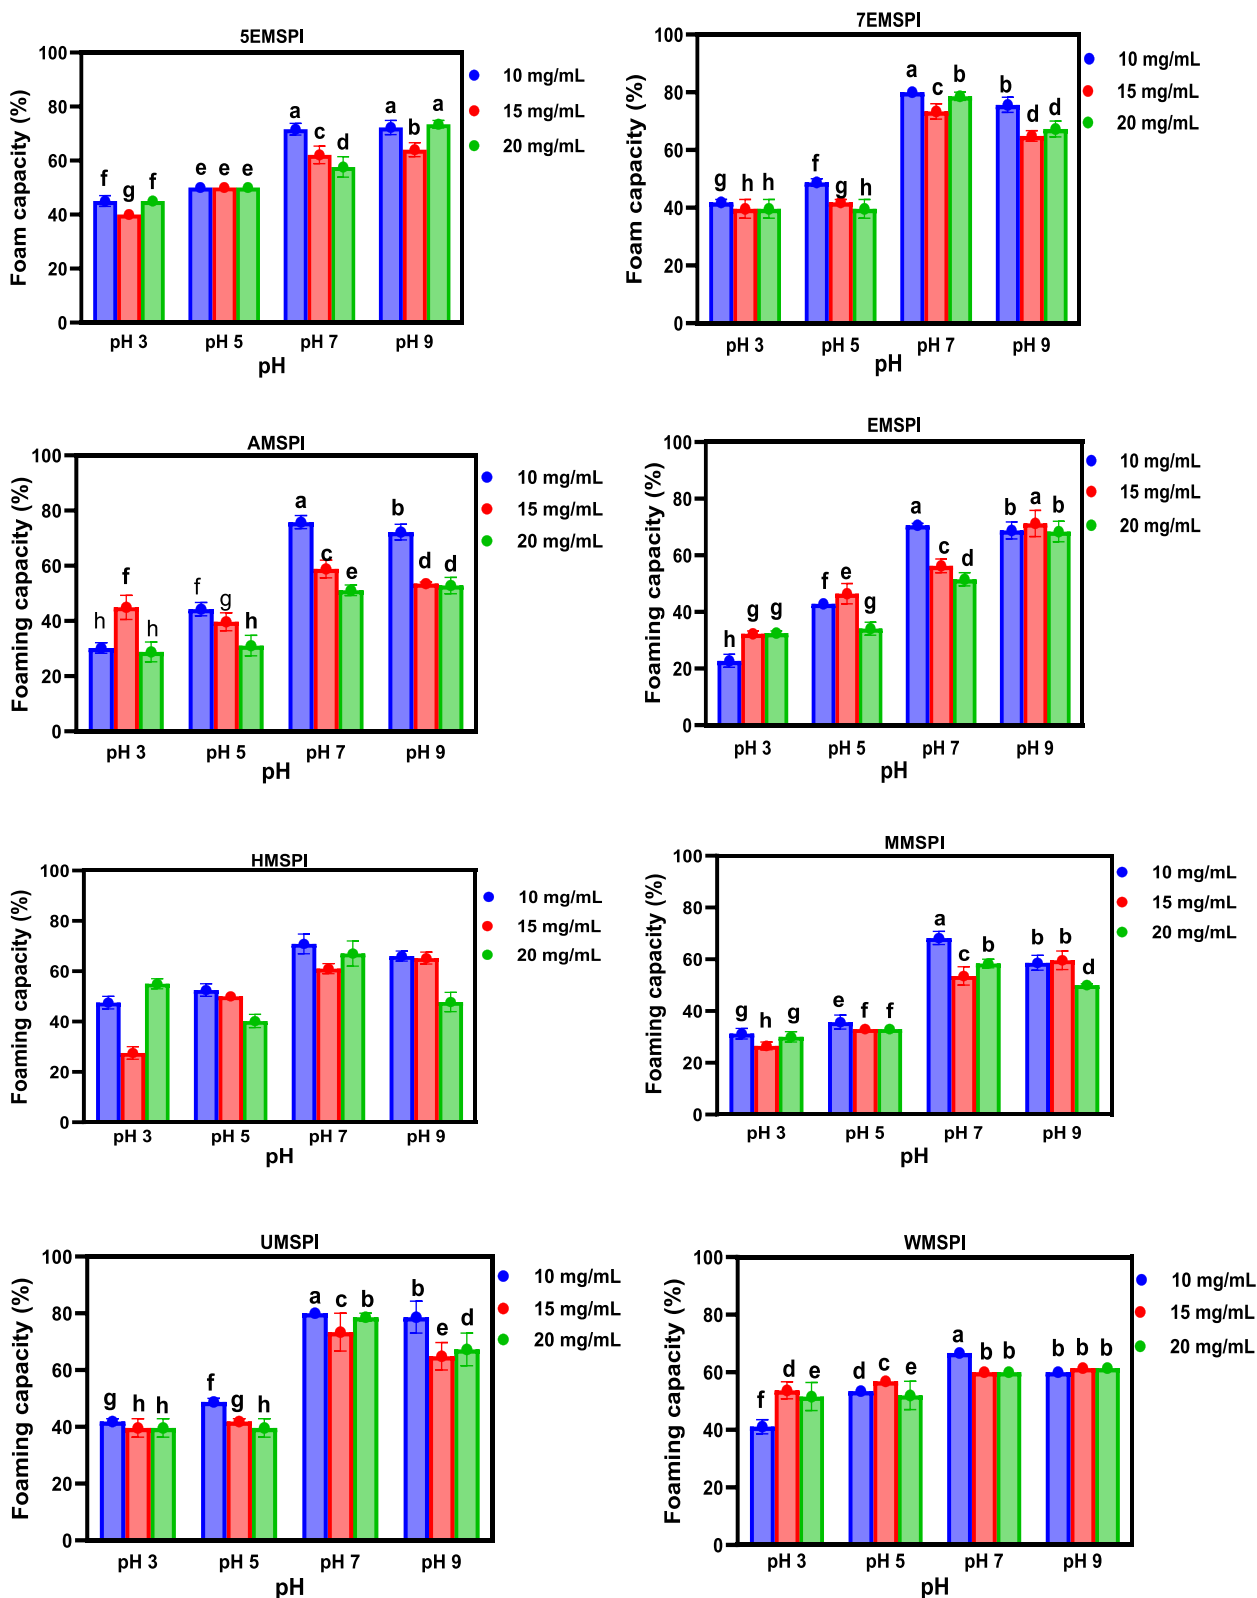 5EMSPI
Foam capacity (%)
100
80
60
40
20
0
f g f e e e a c d a b a
pH 3 pH 5 pH 7 pH 9
pH
10 mg/mL
15 mg/mL
20 mg/mL
7EMSPI
Foam capacity (%)
100
80
60
40
20
0
g h h f g h a c b b d d
pH 3 pH 5 pH 7 pH 9
pH
10 mg/mL
15 mg/mL
20 mg/mL
AMSPI
Foaming capacity (%)
100
80
60
40
20
0
h f h f g h a c e b d d
pH 3 pH 5 pH 7 pH 9
pH
10 mg/mL
15 mg/mL
20 mg/mL
EMSPI
Foaming capacity (%)
100
80
60
40
20
0
h g g f e g a c d b a b
pH 3 pH 5 pH 7 pH 9
pH
10 mg/mL
15 mg/mL
20 mg/mL
HMSPI
Foaming capacity (%)
100
80
60
40
20
0
pH 3 pH 5 pH 7 pH 9
pH
10 mg/mL
15 mg/mL
20 mg/mL
MMSPI
Foaming capacity (%)
100
80
60
40
20
0
g h g e f f a c b b b d
pH 3 pH 5 pH 7 pH 9
pH
10 mg/mL
15 mg/mL
20 mg/mL
UMSPI
Foaming capacity (%)
100
80
60
40
20
0
g h h f g h a c b b e d
pH 3 pH 5 pH 7 pH 9
pH
10 mg/mL
15 mg/mL
20 mg/mL
WMSPI
Foaming capacity (%)
100
80
60
40
20
0
f d e d c e a b b b b b
pH 3 pH 5 pH 7 pH 9
pH
10 mg/mL
15 mg/mL
20 mg/mL